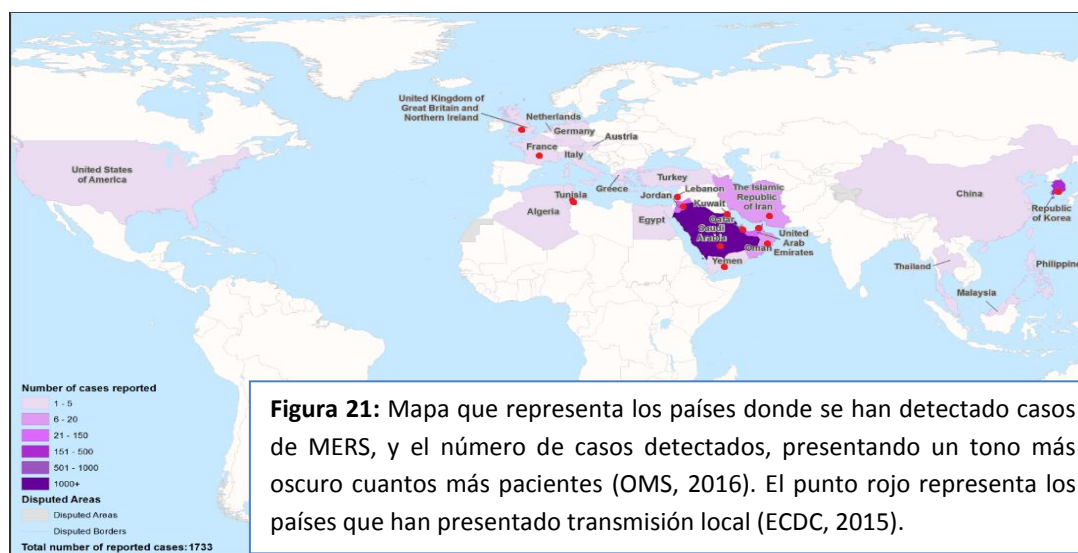 United Kingdom of
Great Britain and
Northern Ireland
Netherlands
Germany
Austria
France
Italy
United States
of America
Turkey
Greece
Tunisia
Lebanon
The Islamic
Republic
of Iran
China
Jordan
Kuwait
Algeria
Egypt
Qatar
Saudi
Arabia
Republic
of Korea
United
Arab
Emirates
Oman
Yemen
Thailand
Philippine
Malaysia
Number of cases reported
1 - 5
6 - 20
21 - 150
151 - 500
501 - 1000
1000+
Disputed Areas
Disputed Areas
Disputed Borders
Total number of reported cases:1733
Figura 21: Mapa que representa los países donde se han detectado casos
de MERS, y el número de casos detectados, presentando un tono más
oscuro cuantos más pacientes (OMS, 2016). El punto rojo representa los
países que han presentado transmisión local (ECDC, 2015).